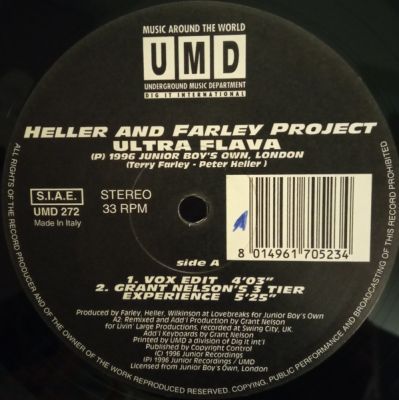 MUSIC AROUND THE WORLD
UMD
UNDERGROUND MUSIC DEPARTMENT
DIG IT INTERNATIONAL
HELLER AND FARLEY PROJECT
ULTRA FLAVA
(P) 1996 JUNIOR BOY'S OWN, LONDON
(Terry Farley - Peter Heller )
S.I.A.E.
UMD 272
Made in Italy
STEREO
33 RPM
8 014961 705234
side A
1. VOX EDIT 4'03"
2. GRANT NELSON'S 3 TIER
EXPERIENCE 5'25"
Produced by Farley, Heller, Wilkinson at Lovebreaks for Junior Boy's Own
A2. Remixed and Add'l Production by Grant Nelson
for Livin' Large Productions, recorded at Swing City, UK.
Add'l Keyboards by Grant Nelson
Printed by UMD a division of Dig it int'l
Published by Copyright Control
(C) 1996 Junior Recordings
(P) 1996 Junior Recordings / UMD
Licensed from Junior Boy's Own, London
ALL RIGHTS OF THE RECORD PRODUCER AND OF THE OWNER OF THE WORK REPRODUCED RESERVED. COPYING, PUBLIC PERFORMANCE AND BROADCASTING OF THIS RECORD PROHIBITED